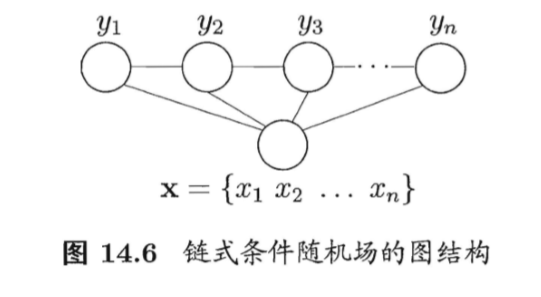 y₁ y₂ y₃ ··· yₙ
x = {x₁ x₂ ... xₙ}
图 14.6 链式条件随机场的图结构